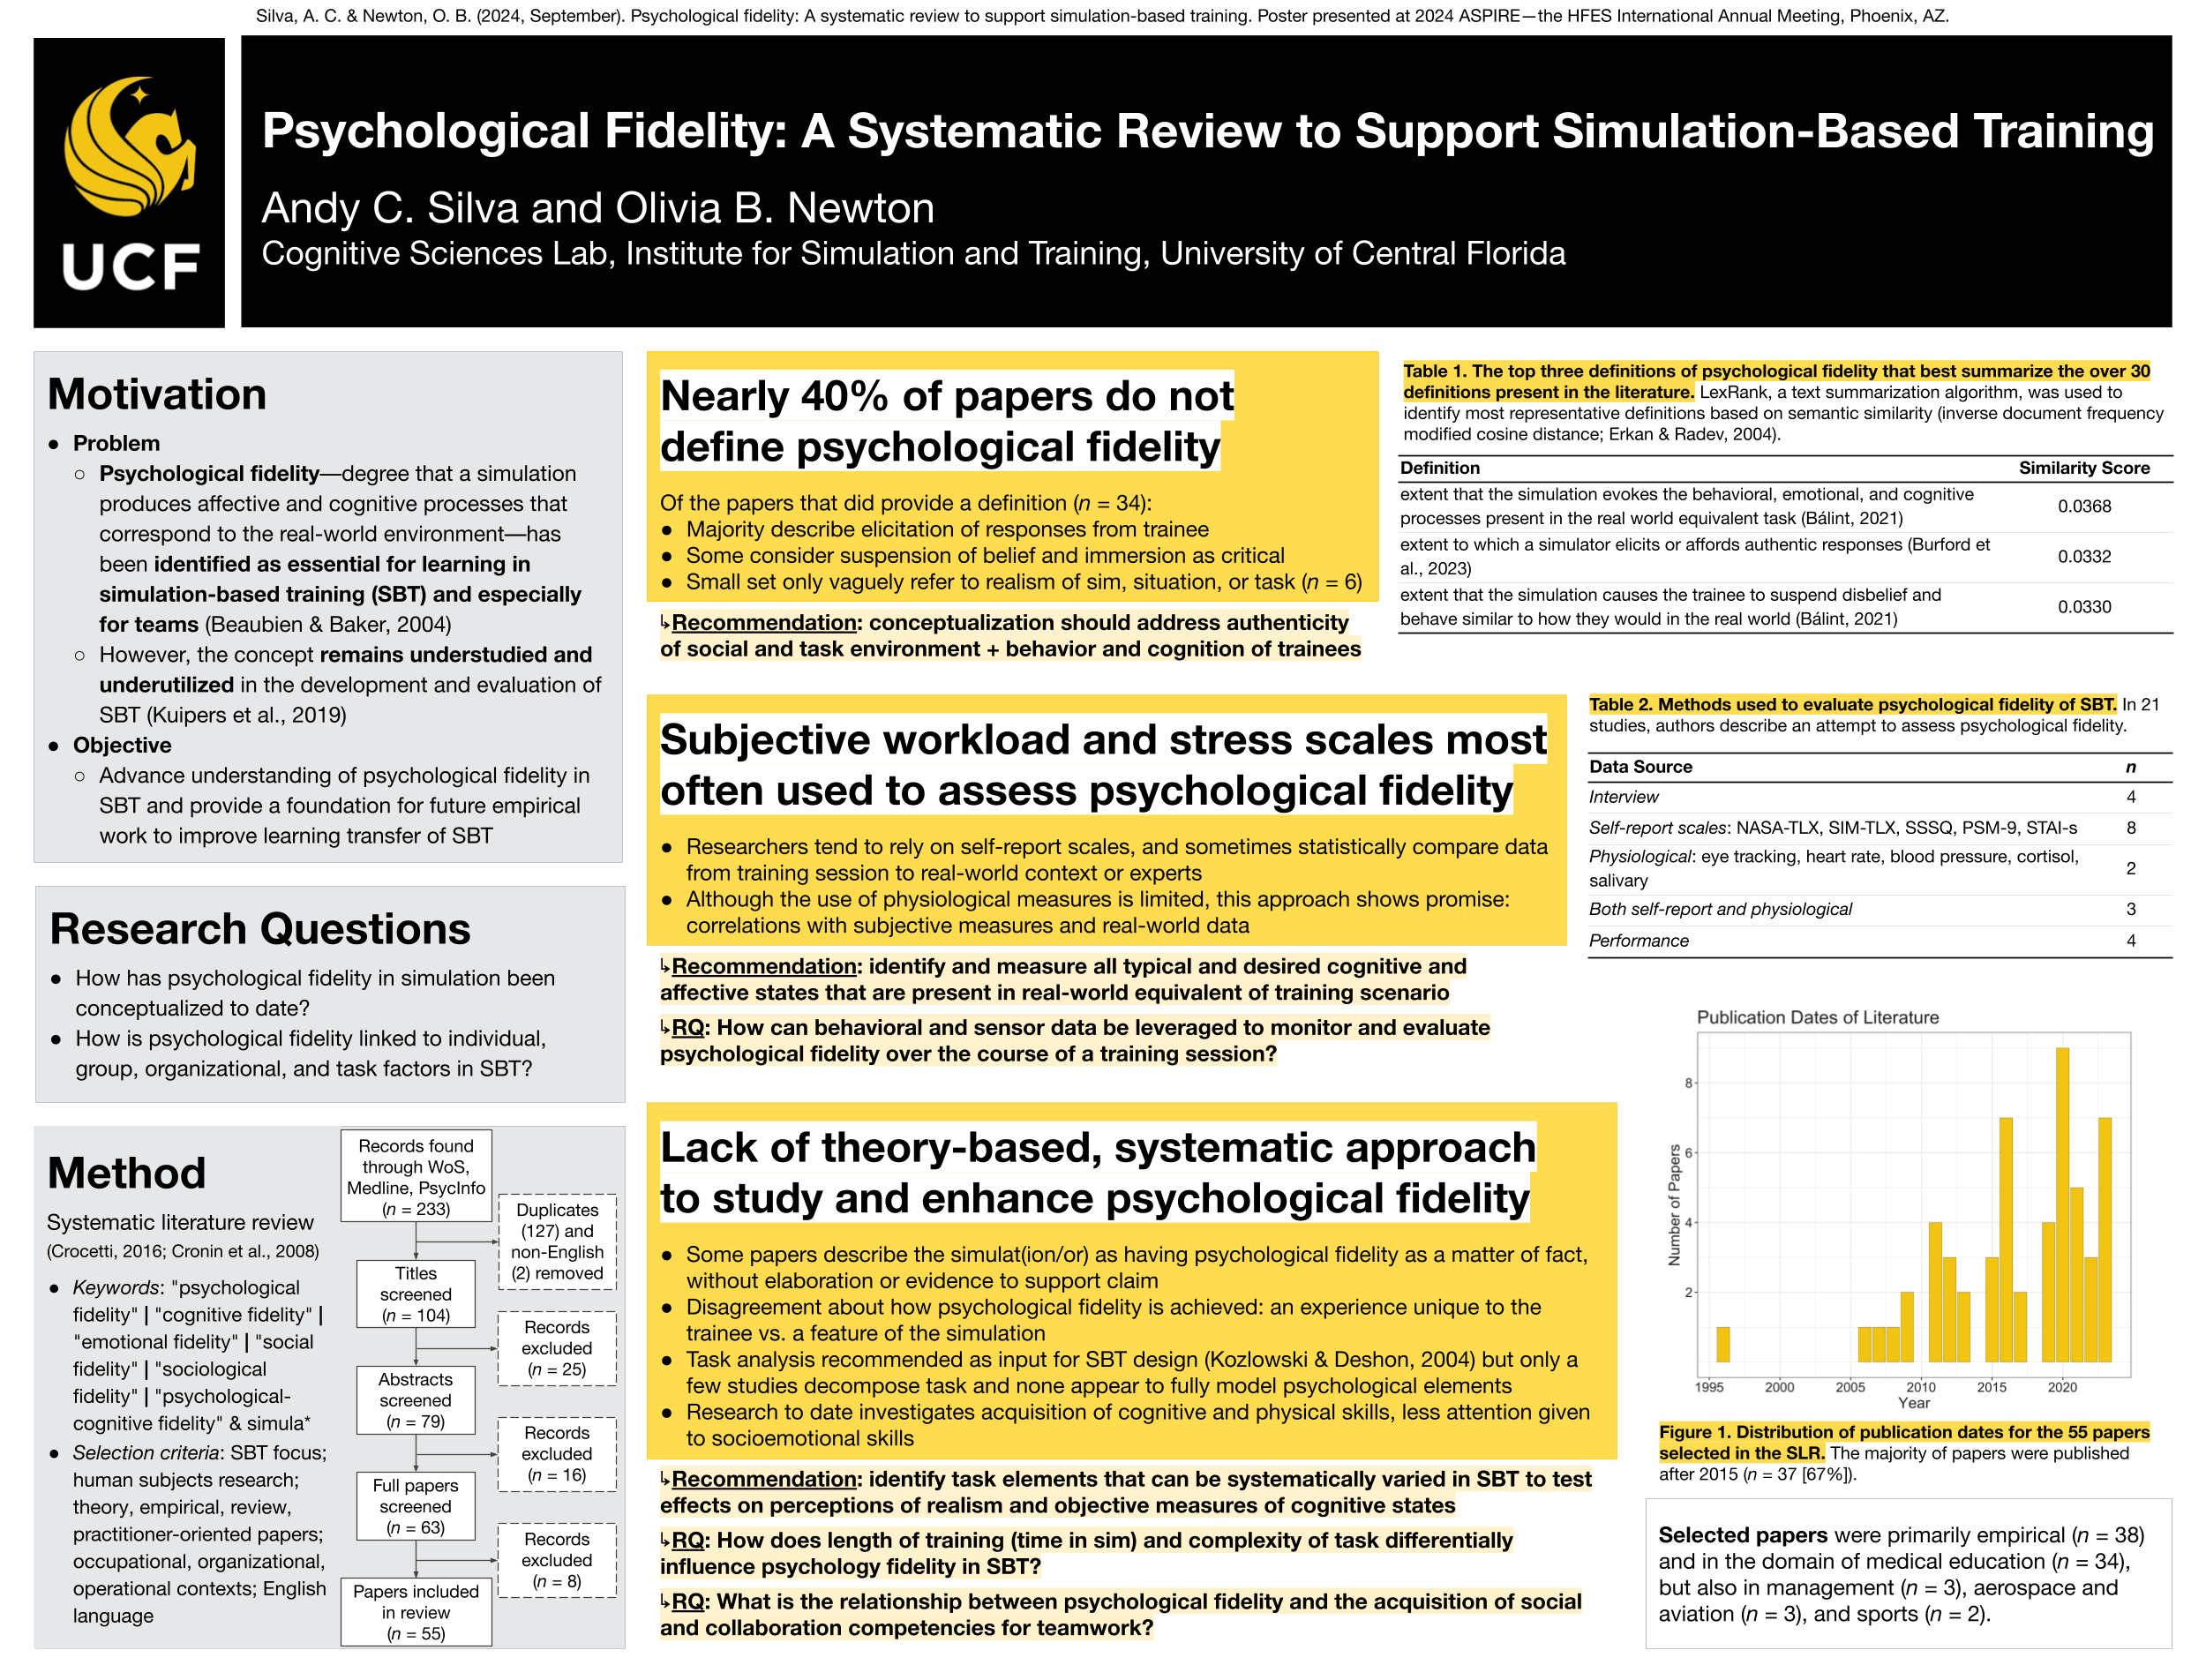 Silva, A. C. & Newton, O. B. (2024, September). Psychological fidelity: A systematic review to support simulation-based training. Poster presented at 2024 ASPIRE—the HFES International Annual Meeting, Phoenix, AZ.
UCF
Psychological Fidelity: A Systematic Review to Support Simulation-Based Training
Andy C. Silva and Olivia B. Newton
Cognitive Sciences Lab, Institute for Simulation and Training, University of Central Florida
Motivation
● Problem
○ Psychological fidelity—degree that a simulation
produces affective and cognitive processes that
correspond to the real-world environment—has
been identified as essential for learning in
simulation-based training (SBT) and especially
for teams (Beaubien & Baker, 2004)
○ However, the concept remains understudied and
underutilized in the development and evaluation of
SBT (Kuipers et al., 2019)
● Objective
○ Advance understanding of psychological fidelity in
SBT and provide a foundation for future empirical
work to improve learning transfer of SBT
Research Questions
● How has psychological fidelity in simulation been
conceptualized to date?
● How is psychological fidelity linked to individual,
group, organizational, and task factors in SBT?
Method
Systematic literature review
(Crocetti, 2016; Cronin et al., 2008)
● Keywords: "psychological
fidelity" | "cognitive fidelity" |
"emotional fidelity" | "social
fidelity" | "sociological
fidelity" | "psychological-
cognitive fidelity" & simula*
● Selection criteria: SBT focus;
human subjects research;
theory, empirical, review,
practitioner-oriented papers;
occupational, organizational,
operational contexts; English
language
Records found
through WoS,
Medline, PsycInfo
(n = 233)
Duplicates
(127) and
non-English
(2) removed
Titles
screened
(n = 104)
Records
excluded
(n = 25)
Abstracts
screened
(n = 79)
Records
excluded
(n = 16)
Full papers
screened
(n = 63)
Records
excluded
(n = 8)
Papers included
in review
(n = 55)
Nearly 40% of papers do not
define psychological fidelity
Of the papers that did provide a definition (n = 34):
● Majority describe elicitation of responses from trainee
● Some consider suspension of belief and immersion as critical
● Small set only vaguely refer to realism of sim, situation, or task (n = 6)
↳Recommendation: conceptualization should address authenticity
of social and task environment + behavior and cognition of trainees
Table 1. The top three definitions of psychological fidelity that best summarize the over 30
definitions present in the literature. LexRank, a text summarization algorithm, was used to
identify most representative definitions based on semantic similarity (inverse document frequency
modified cosine distance; Erkan & Radev, 2004).
Definition Similarity Score
extent that the simulation evokes the behavioral, emotional, and cognitive
processes present in the real world equivalent task (Bálint, 2021) 0.0368
extent to which a simulator elicits or affords authentic responses (Burford et
al., 2023) 0.0332
extent that the simulation causes the trainee to suspend disbelief and
behave similar to how they would in the real world (Bálint, 2021) 0.0330
Subjective workload and stress scales most
often used to assess psychological fidelity
● Researchers tend to rely on self-report scales, and sometimes statistically compare data
from training session to real-world context or experts
● Although the use of physiological measures is limited, this approach shows promise:
correlations with subjective measures and real-world data
↳Recommendation: identify and measure all typical and desired cognitive and
affective states that are present in real-world equivalent of training scenario
↳RQ: How can behavioral and sensor data be leveraged to monitor and evaluate
psychological fidelity over the course of a training session?
Table 2. Methods used to evaluate psychological fidelity of SBT. In 21
studies, authors describe an attempt to assess psychological fidelity.
Data Source n
Interview 4
Self-report scales: NASA-TLX, SIM-TLX, SSSQ, PSM-9, STAI-s 8
Physiological: eye tracking, heart rate, blood pressure, cortisol,
salivary 2
Both self-report and physiological 3
Performance 4
Lack of theory-based, systematic approach
to study and enhance psychological fidelity
● Some papers describe the simulat(ion/or) as having psychological fidelity as a matter of fact,
without elaboration or evidence to support claim
● Disagreement about how psychological fidelity is achieved: an experience unique to the
trainee vs. a feature of the simulation
● Task analysis recommended as input for SBT design (Kozlowski & Deshon, 2004) but only a
few studies decompose task and none appear to fully model psychological elements
● Research to date investigates acquisition of cognitive and physical skills, less attention given
to socioemotional skills
↳Recommendation: identify task elements that can be systematically varied in SBT to test
effects on perceptions of realism and objective measures of cognitive states
↳RQ: How does length of training (time in sim) and complexity of task differentially
influence psychology fidelity in SBT?
↳RQ: What is the relationship between psychological fidelity and the acquisition of social
and collaboration competencies for teamwork?
Publication Dates of Literature
Number of Papers
8
6
4
2
1995 2000 2005 2010 2015 2020
Year
Figure 1. Distribution of publication dates for the 55 papers
selected in the SLR. The majority of papers were published
after 2015 (n = 37 [67%]).
Selected papers were primarily empirical (n = 38)
and in the domain of medical education (n = 34),
but also in management (n = 3), aerospace and
aviation (n = 3), and sports (n = 2).